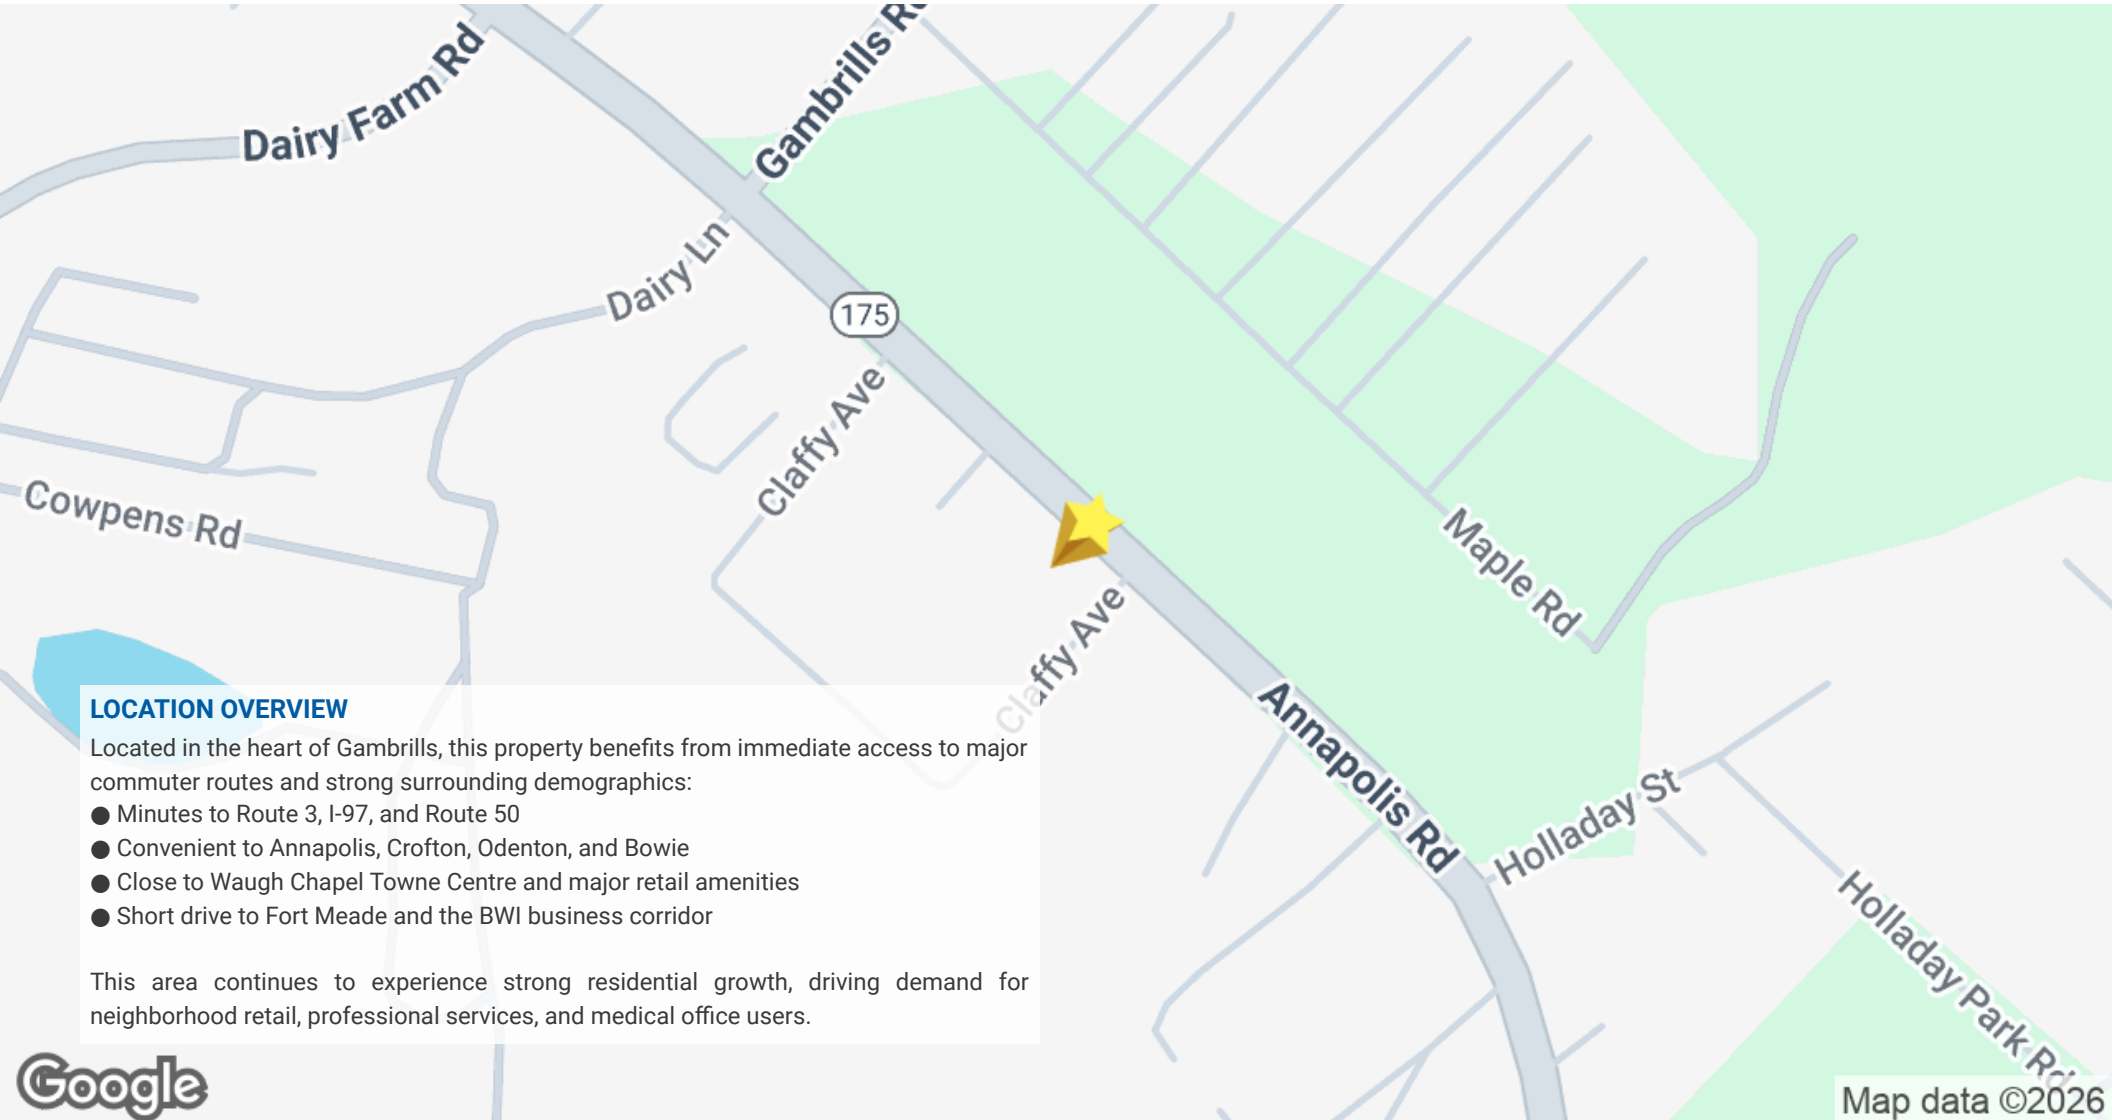 Dairy Farm Rd
Gambrills Rd
Dairy Ln
175
Claffy Ave
Cowpens Rd
Maple Rd
Claffy Ave
Annapolis Rd
Holladay St
Holladay Park Rd
LOCATION OVERVIEW
Located in the heart of Gambrills, this property benefits from immediate access to major
commuter routes and strong surrounding demographics:
● Minutes to Route 3, I-97, and Route 50
● Convenient to Annapolis, Crofton, Odenton, and Bowie
● Close to Waugh Chapel Towne Centre and major retail amenities
● Short drive to Fort Meade and the BWI business corridor
This area continues to experience strong residential growth, driving demand for
neighborhood retail, professional services, and medical office users.
Google
Map data ©2026